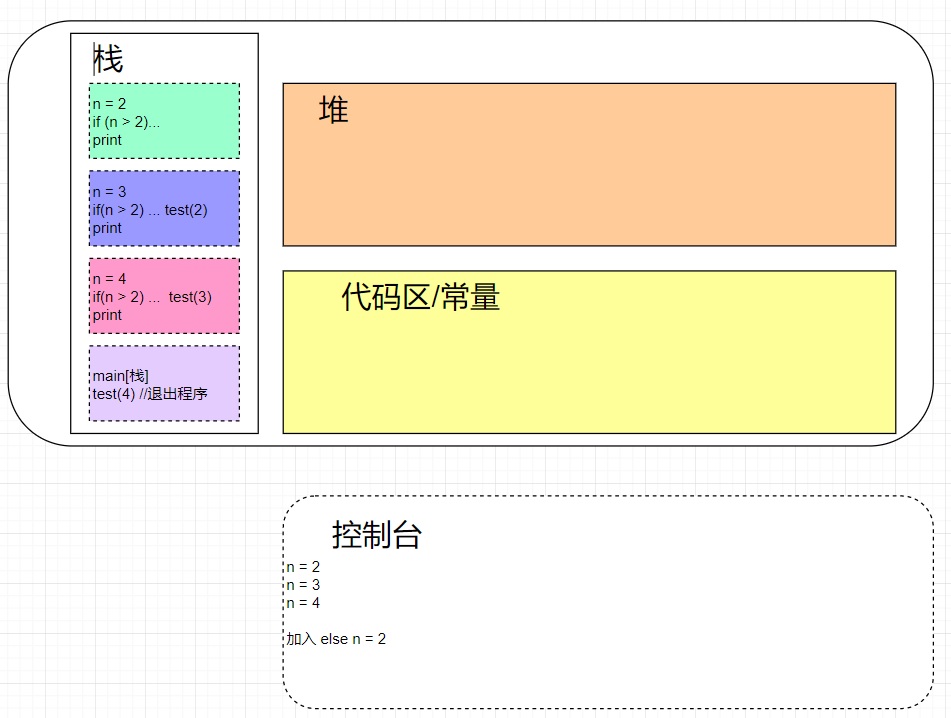 栈
n = 2
if (n > 2)...
print
n = 3
if(n > 2) ... test(2)
print
n = 4
if(n > 2) ...  test(3)
print
main[栈]
test(4) //退出程序
堆
代码区/常量
控制台
n = 2
n = 3
n = 4
加入 else n = 2